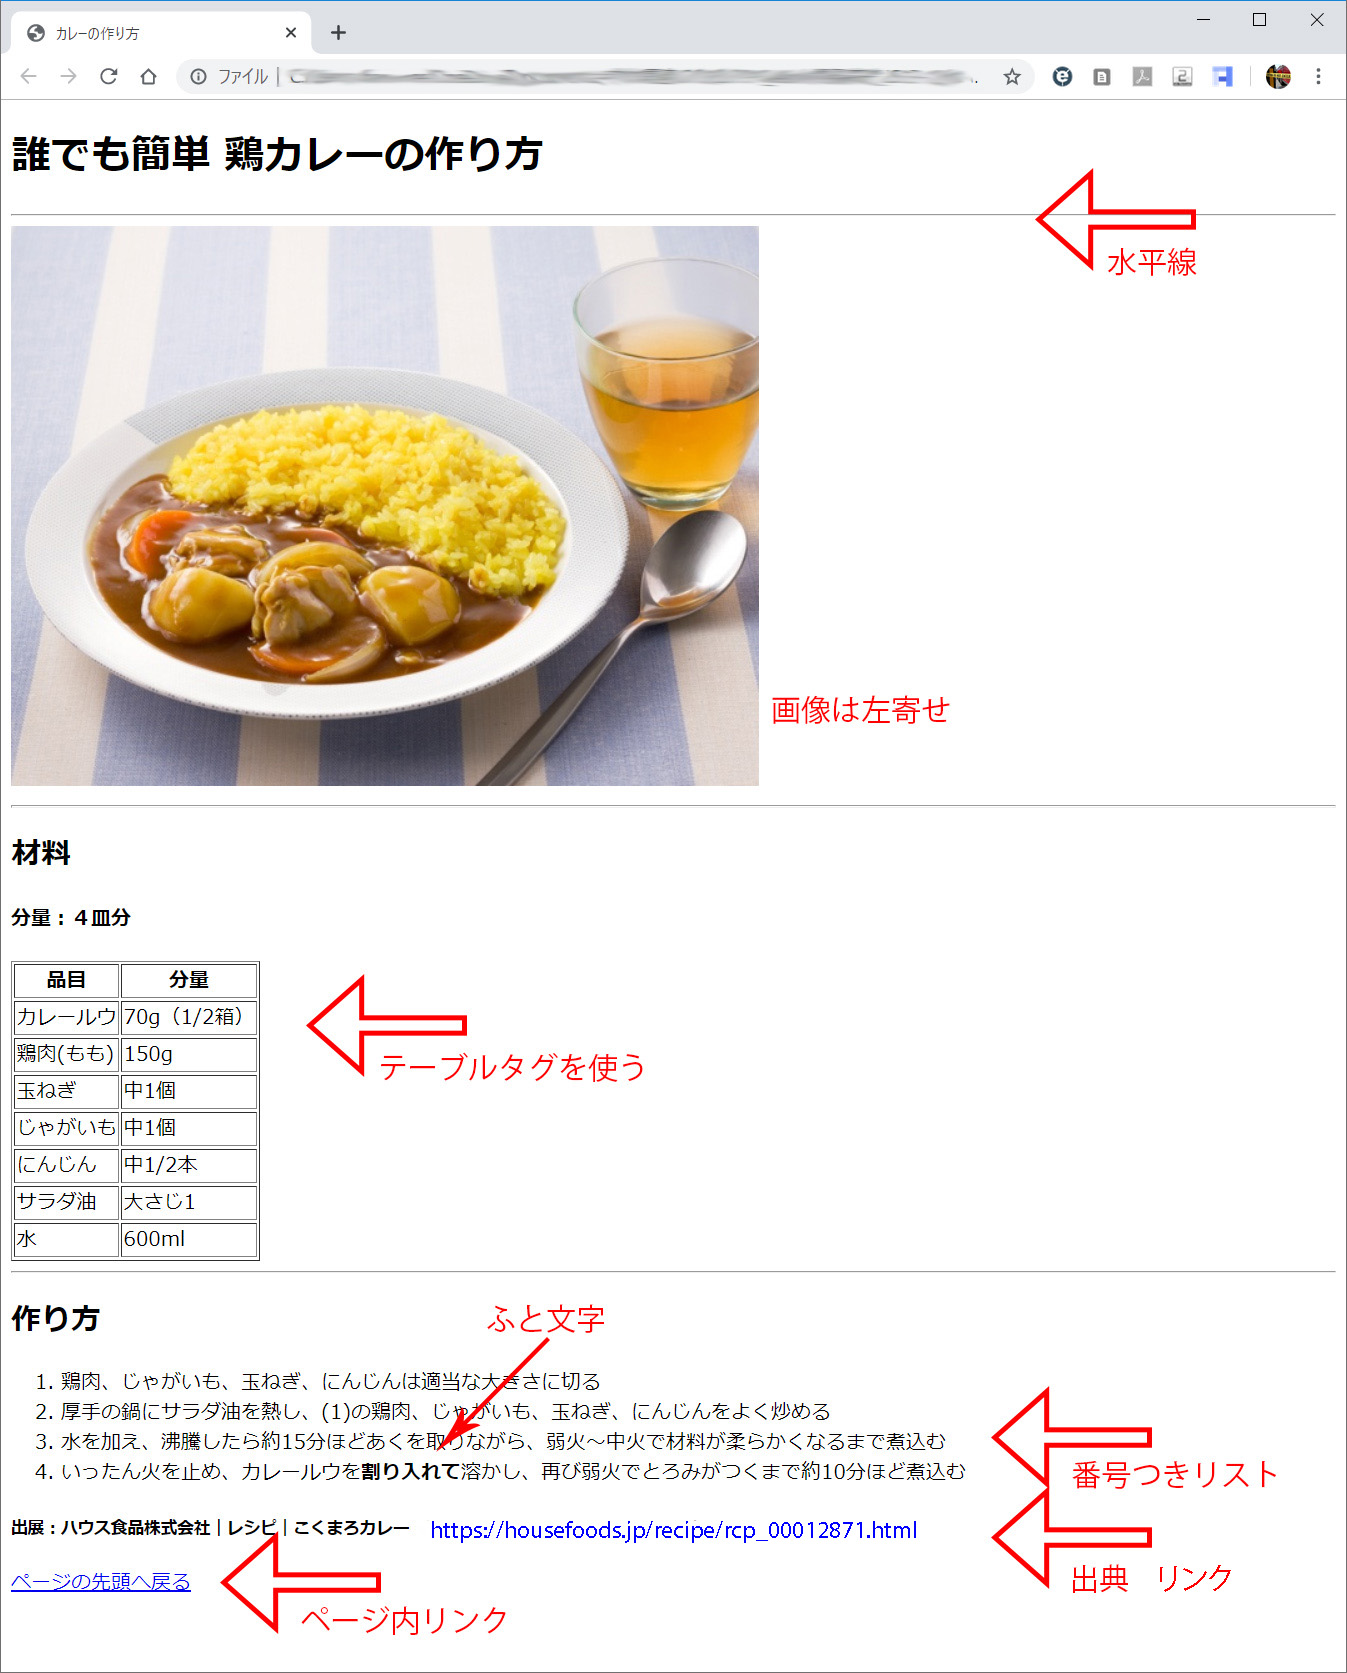 カレーの作り方
ファイル
誰でも簡単 鶏カレーの作り方
水平線
画像は左寄せ
材料
分量：４皿分
品目 分量
カレールウ 70g（1/2箱）
鶏肉(もも) 150g
玉ねぎ 中1個
じゃがいも 中1個
にんじん 中1/2本
サラダ油 大さじ1
水 600ml
テーブルタグを使う
作り方
ふと文字
1. 鶏肉、じゃがいも、玉ねぎ、にんじんは適当な大きさに切る
2. 厚手の鍋にサラダ油を熱し、(1)の鶏肉、じゃがいも、玉ねぎ、にんじんをよく炒める
3. 水を加え、沸騰したら約15分ほどあくを取りながら、弱火～中火で材料が柔らかくなるまで煮込む
4. いったん火を止め、カレールウを割り入れて溶かし、再び弱火でとろみがつくまで約10分ほど煮込む
番号つきリスト
出展：ハウス食品株式会社｜レシピ｜こくまろカレー https://housefoods.jp/recipe/rcp_00012871.html
出典　リンク
ページの先頭へ戻る
ページ内リンク